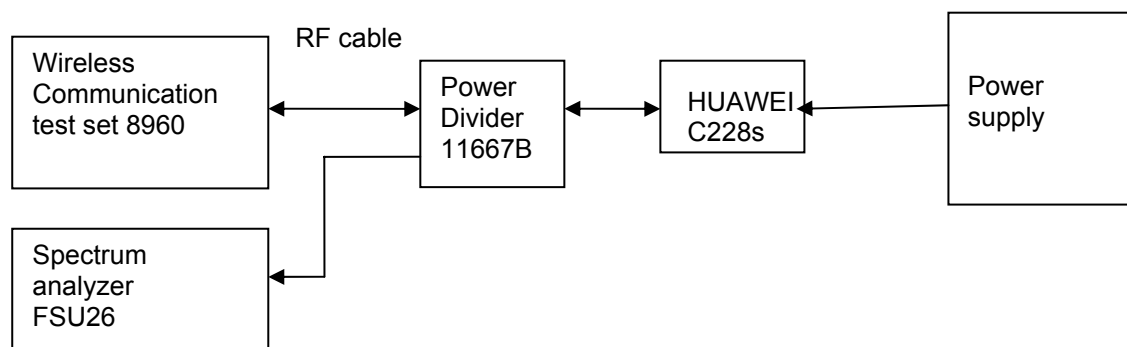 RF cable
Wireless
Communication
test set 8960
Power
Divider
11667B
HUAWEI
C228s
Power
supply
Spectrum
analyzer
FSU26